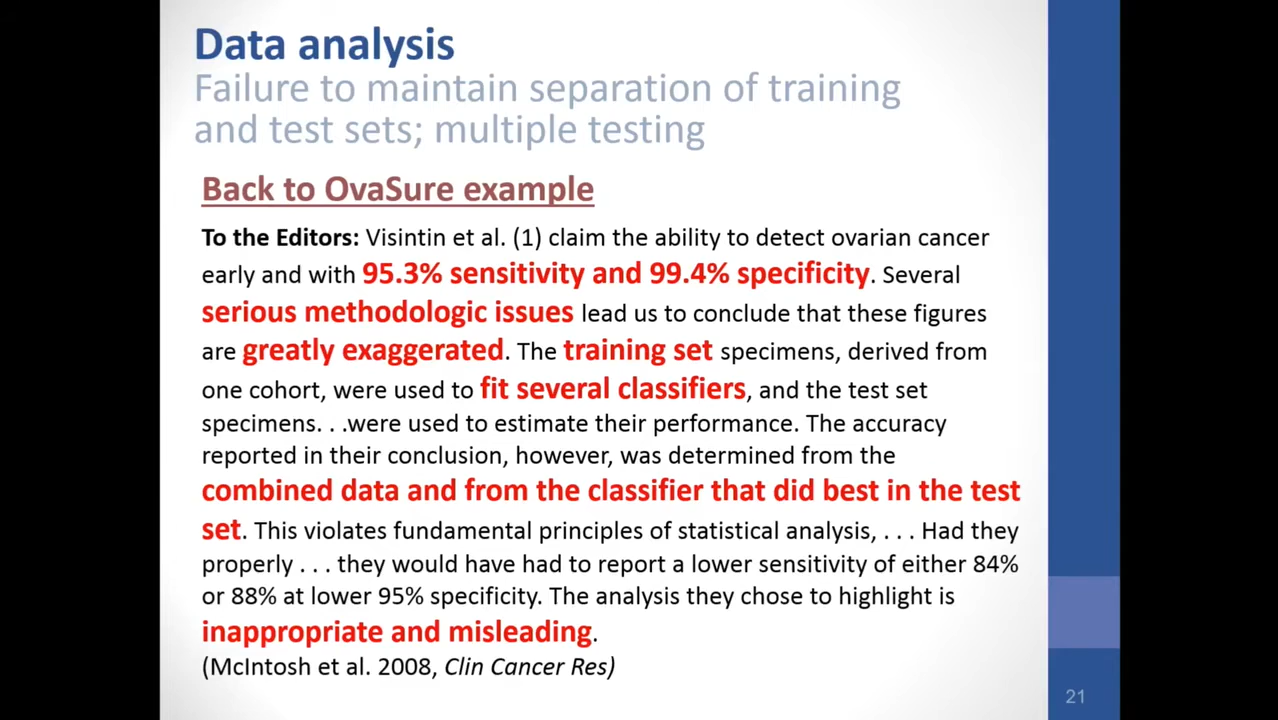 Data analysis
Failure to maintain separation of training
and test sets; multiple testing
Back to OvaSure example
To the Editors: Visintin et al. (1) claim the ability to detect ovarian cancer
early and with 95.3% sensitivity and 99.4% specificity. Several
serious methodologic issues lead us to conclude that these figures
are greatly exaggerated. The training set specimens, derived from
one cohort, were used to fit several classifiers, and the test set
specimens. . .were used to estimate their performance. The accuracy
reported in their conclusion, however, was determined from the
combined data and from the classifier that did best in the test
set. This violates fundamental principles of statistical analysis, . . . Had they
properly . . . they would have had to report a lower sensitivity of either 84%
or 88% at lower 95% specificity. The analysis they chose to highlight is
inappropriate and misleading.
(McIntosh et al. 2008, Clin Cancer Res)
21